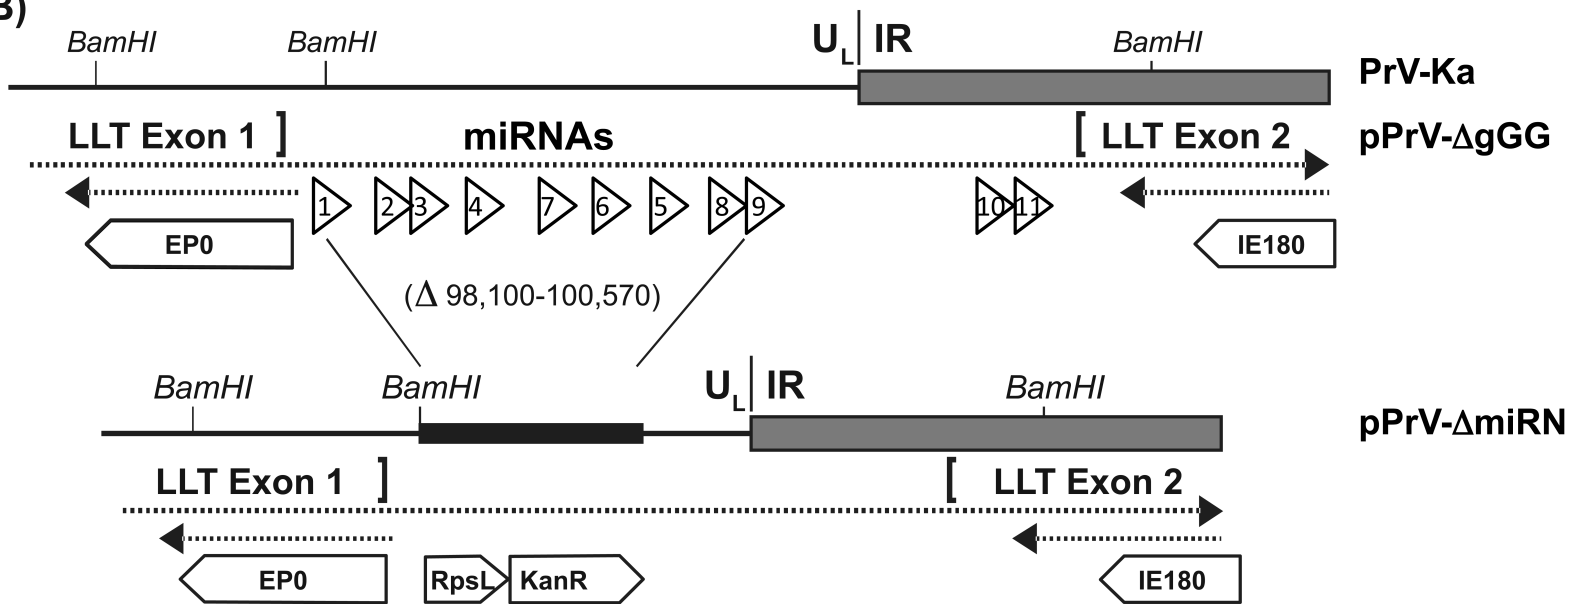 B)
BamHI BamHI U_L IR BamHI PrV-Ka
LLT Exon 1 ] miRNAs [ LLT Exon 2 pPrV-ΔgGG
1 2 3 4 7 6 5 8 9 10 11
EP0 IE180
(Δ 98,100-100,570)
BamHI BamHI U_L IR BamHI pPrV-ΔmiRN
LLT Exon 1 ] [ LLT Exon 2
EP0 RpsL KanR IE180